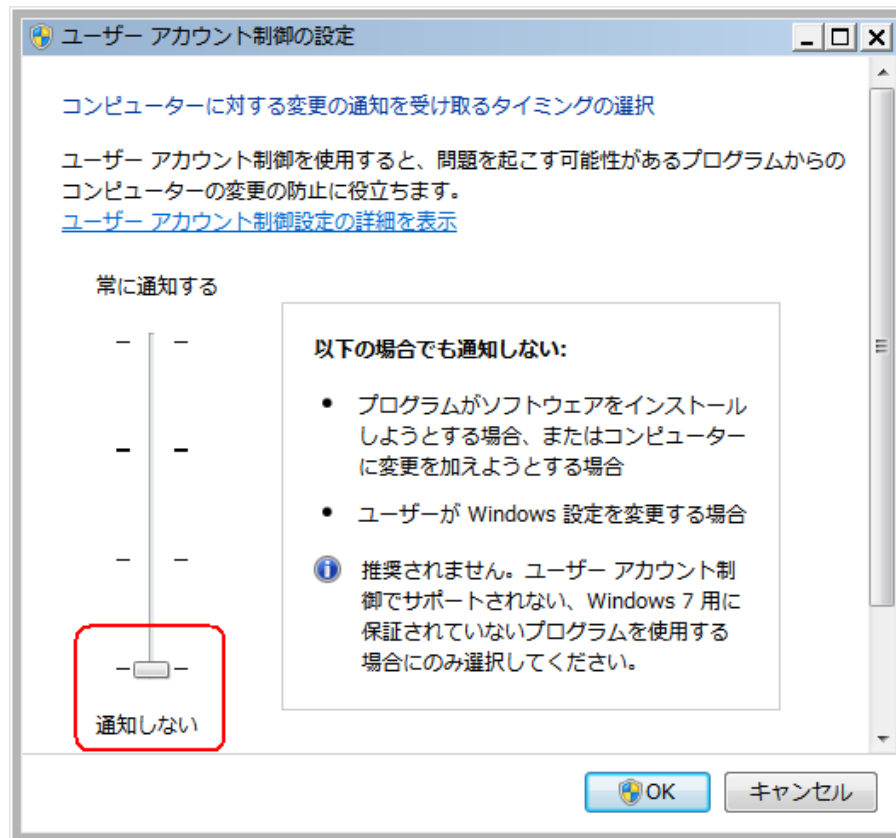 ユーザー アカウント制御の設定
コンピューターに対する変更の通知を受け取るタイミングの選択
ユーザー アカウント制御を使用すると、問題を起こす可能性があるプログラムからの
コンピューターの変更の防止に役立ちます。
ユーザー アカウント制御設定の詳細を表示
常に通知する
以下の場合でも通知しない:
• プログラムがソフトウェアをインストール
しようとする場合、またはコンピューター
に変更を加えようとする場合
• ユーザーが Windows 設定を変更する場合
推奨されません。ユーザー アカウント制
御でサポートされない、Windows 7 用に
保証されていないプログラムを使用する
場合にのみ選択してください。
通知しない
OK
キャンセル